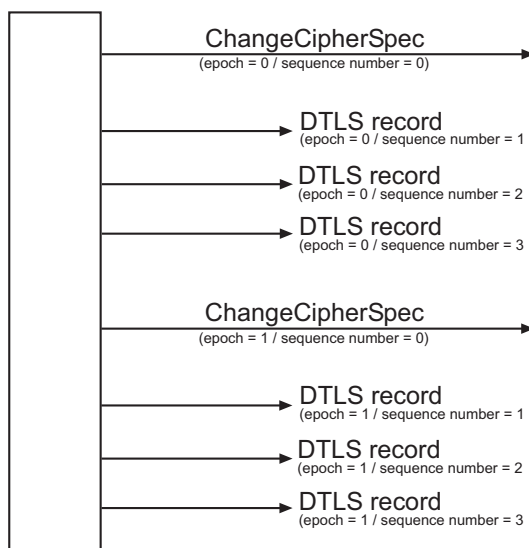 ChangeCipherSpec
(epoch = 0 / sequence number = 0)
DTLS record
(epoch = 0 / sequence number = 1
DTLS record
(epoch = 0 / sequence number = 2
DTLS record
(epoch = 0 / sequence number = 3
ChangeCipherSpec
(epoch = 1 / sequence number = 0)
DTLS record
(epoch = 1 / sequence number = 1
DTLS record
(epoch = 1 / sequence number = 2
DTLS record
(epoch = 1 / sequence number = 3